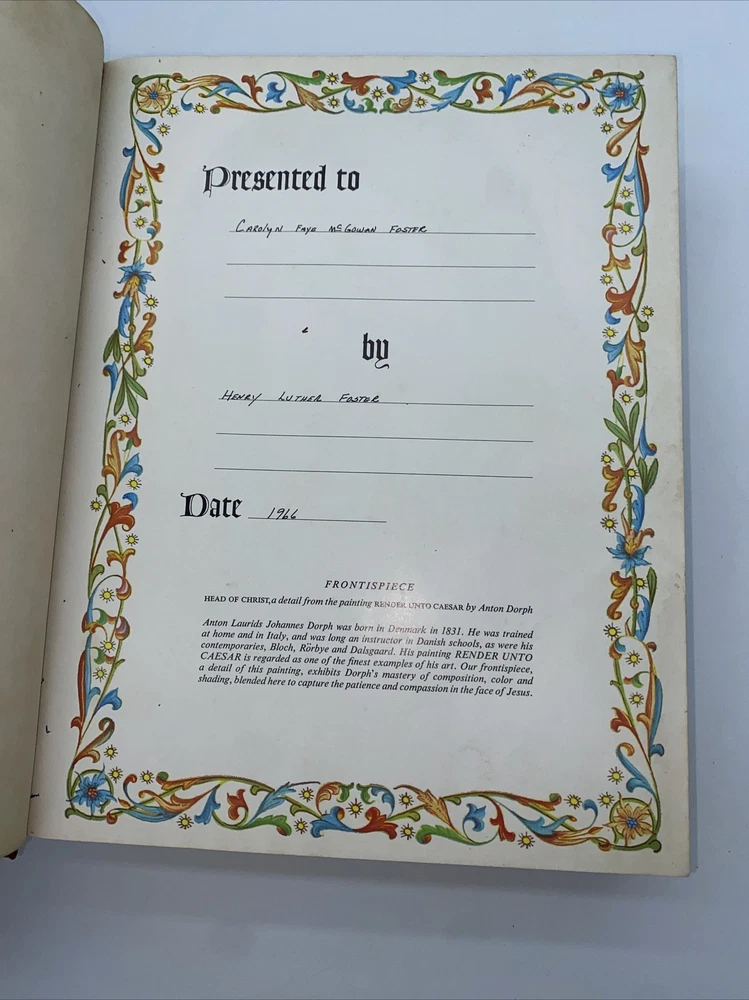 Presented to
CAROLYN FAYE McGOWAN FOSTER
by
HENRY LUTHER FOSTER
Date 1966
FRONTISPIECE
HEAD OF CHRIST, a detail from the painting RENDER UNTO CAESAR by Anton Dorph
Anton Laurids Johannes Dorph was born in Denmark in 1831. He was trained
at home and in Italy, and was long an instructor in Danish schools, as were his
contemporaries, Bloch, Rörbye and Dalsgaard. His painting RENDER UNTO
CAESAR is regarded as one of the finest examples of his art. Our frontispiece,
a detail of this painting, exhibits Dorph's mastery of composition, color and
shading, blended here to capture the patience and compassion in the face of Jesus.